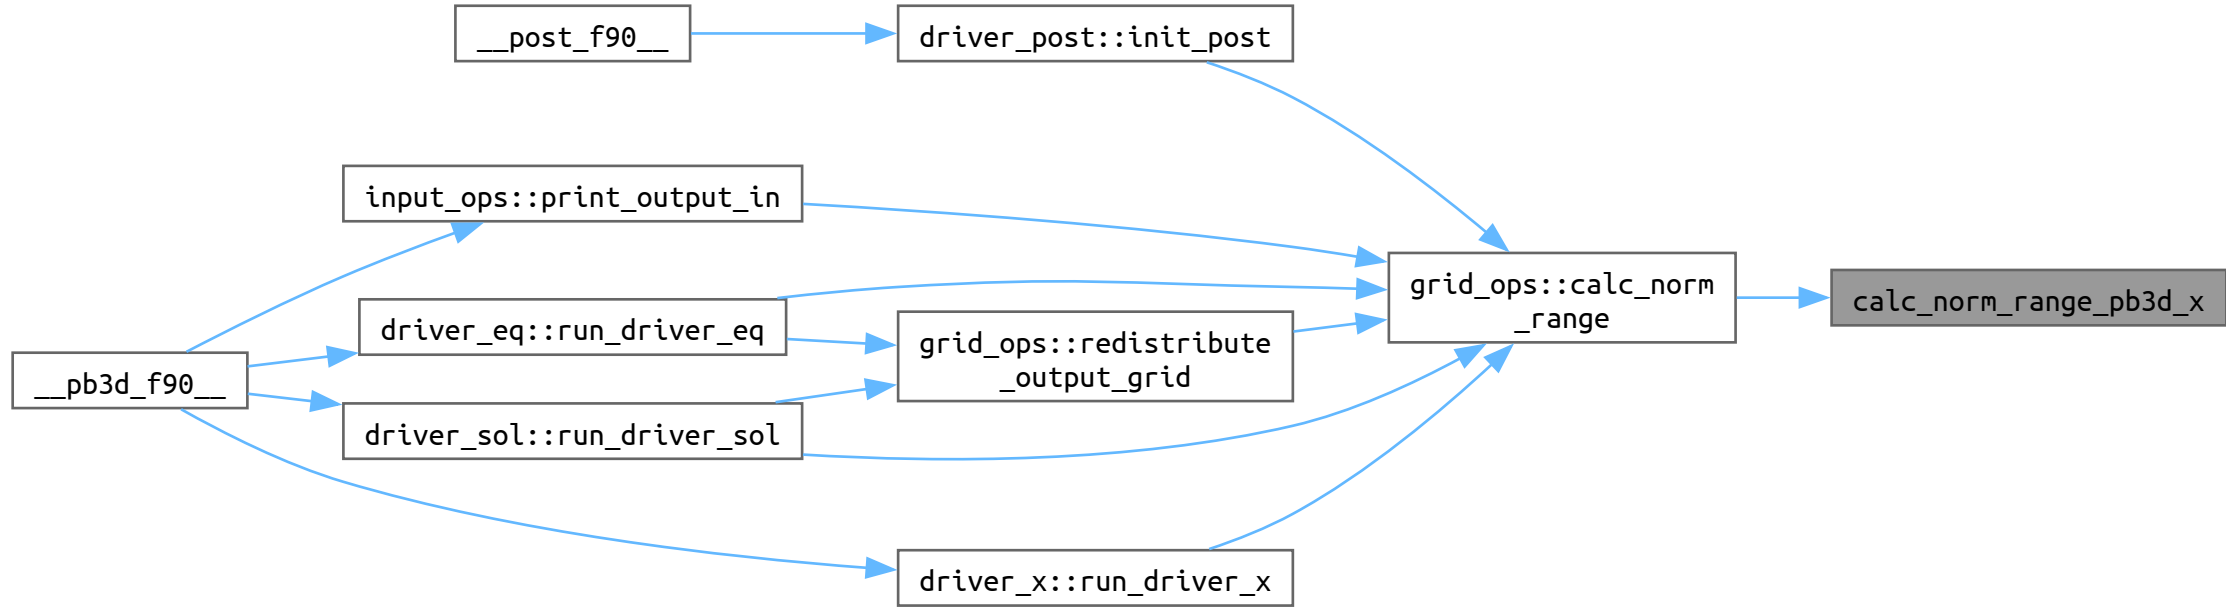 __post_f90__
driver_post::init_post
input_ops::print_output_in
grid_ops::calc_norm
_range
calc_norm_range_pb3d_x
driver_eq::run_driver_eq
grid_ops::redistribute
_output_grid
__pb3d_f90__
driver_sol::run_driver_sol
driver_x::run_driver_x